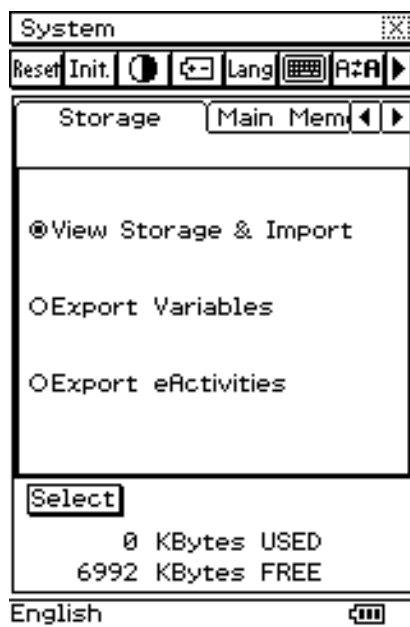 System
Reset Init. Lang A⇄A
Storage Main Mem
View Storage & Import
Export Variables
Export eActivities
Select
0 KBytes USED
6992 KBytes FREE
English